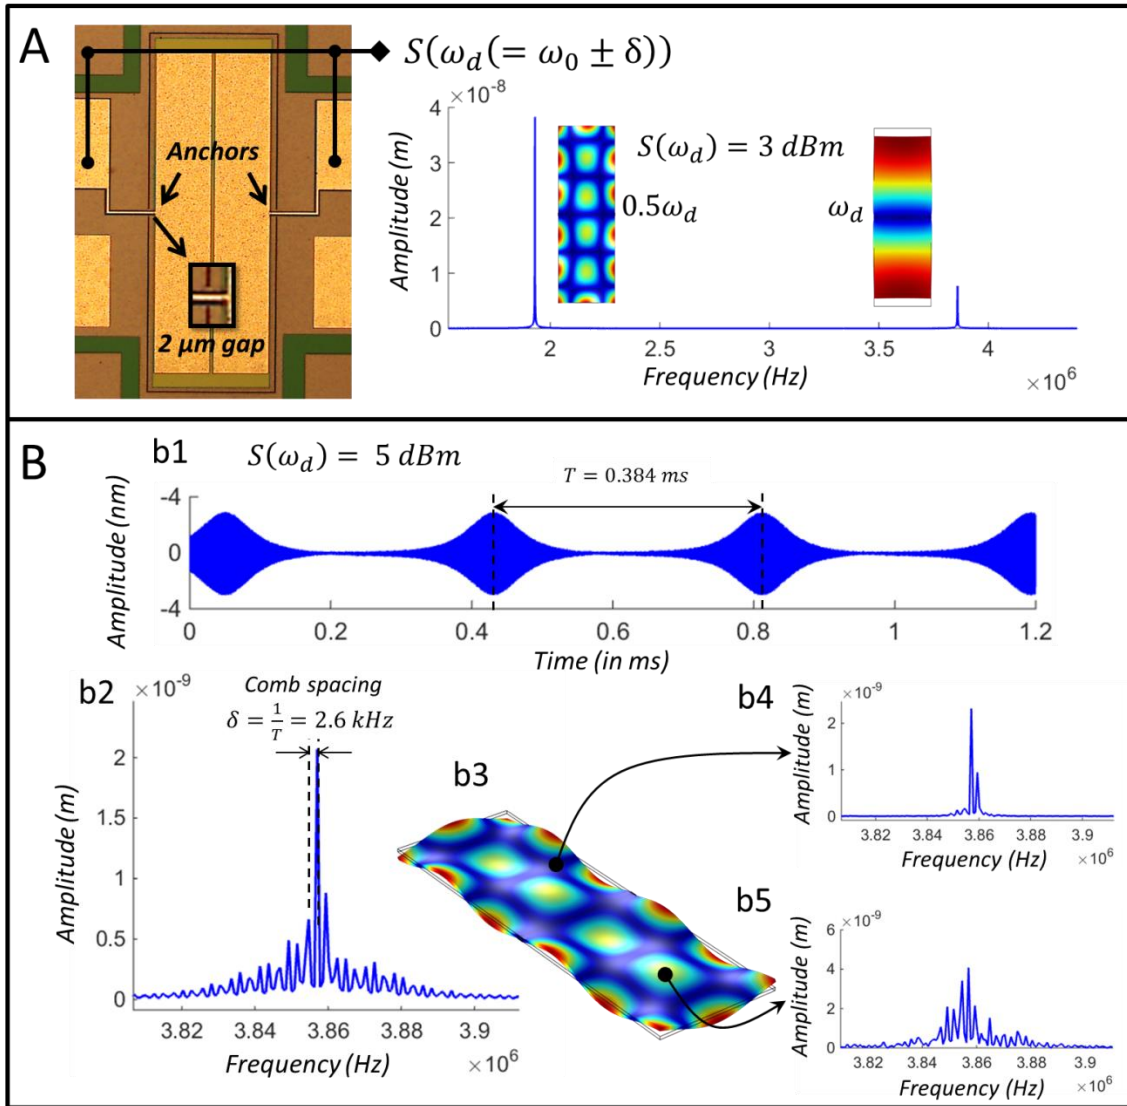 A
S(ω_d(= ω_0 ± δ))
Anchors
2 μm gap
×10^-8
S(ω_d) = 3 dBm
0.5ω_d
ω_d
Amplitude (m)
4
3
2
1
0
2
2.5
3
3.5
4
Frequency (Hz)
×10^6
B
b1
S(ω_d) = 5 dBm
T = 0.384 ms
Amplitude (nm)
-4
0
-4
0
0.2
0.4
0.6
0.8
1
1.2
Time (in ms)
b2
×10^-9
Comb spacing
δ = 1/T = 2.6 kHz
Amplitude (m)
2
1.5
1
0.5
0
3.82
3.84
3.86
3.88
3.9
Frequency (Hz)
×10^6
b3
b4
×10^-9
Amplitude (m)
2
1
0
3.82
3.84
3.86
3.88
3.9
Frequency (Hz)
×10^6
b5
×10^-9
Amplitude (m)
6
4
2
0
3.82
3.84
3.86
3.88
3.9
Frequency (Hz)
×10^6